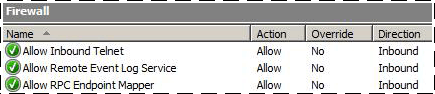 Firewall
Name Action Override Direction
Allow Inbound Telnet Allow No Inbound
Allow Remote Event Log Service Allow No Inbound
Allow RPC Endpoint Mapper Allow No Inbound